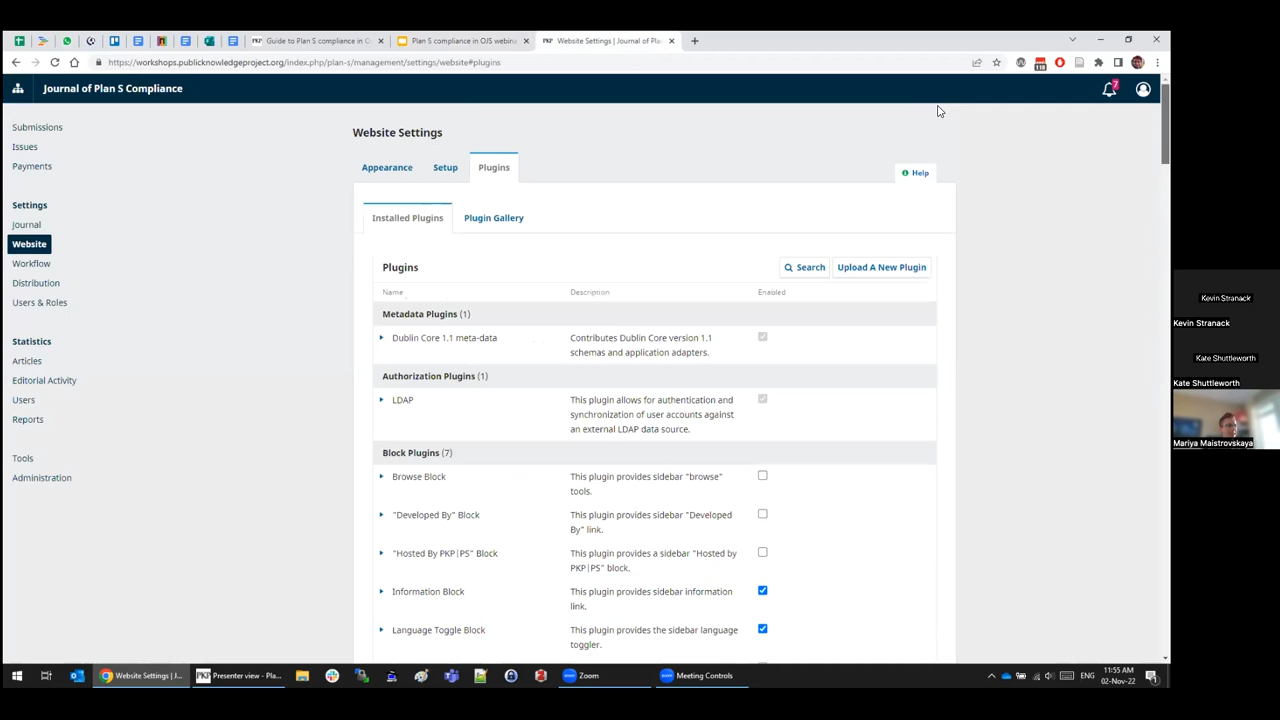 Guide to Plan S compliance in O
Plan S compliance in OJS webinar
Website Settings | Journal of Pla
https://workshops.publicknowledgeproject.org/index.php/plan-s/management/settings/website#plugins
118
Journal of Plan S Compliance
7
Submissions
Issues
Payments
Settings
Journal
Website
Workflow
Distribution
Users & Roles
Statistics
Articles
Editorial Activity
Users
Reports
Tools
Administration
Website Settings
Appearance
Setup
Plugins
Help
Installed Plugins
Plugin Gallery
Plugins
Search
Upload A New Plugin
Name
Description
Enabled
Metadata Plugins (1)
Dublin Core 1.1 meta-data
Contributes Dublin Core version 1.1
schemas and application adapters.
Authorization Plugins (1)
LDAP
This plugin allows for authentication and
synchronization of user accounts against
an external LDAP data source.
Block Plugins (7)
Browse Block
This plugin provides sidebar "browse"
tools.
"Developed By" Block
This plugin provides sidebar "Developed
By" link.
"Hosted By PKP|PS" Block
This plugin provides a sidebar "Hosted by
PKP|PS" block.
Information Block
This plugin provides sidebar information
link.
Language Toggle Block
This plugin provides the sidebar language
toggler.
Kevin Stranack
Kevin Stranack
Kate Shuttleworth
Kate Shuttleworth
Mariya Maistrovskaya
Website Settings | J...
PKP
Presenter view - Pla...
Zoom
Meeting Controls
ENG
11:55 AM
02-Nov-22